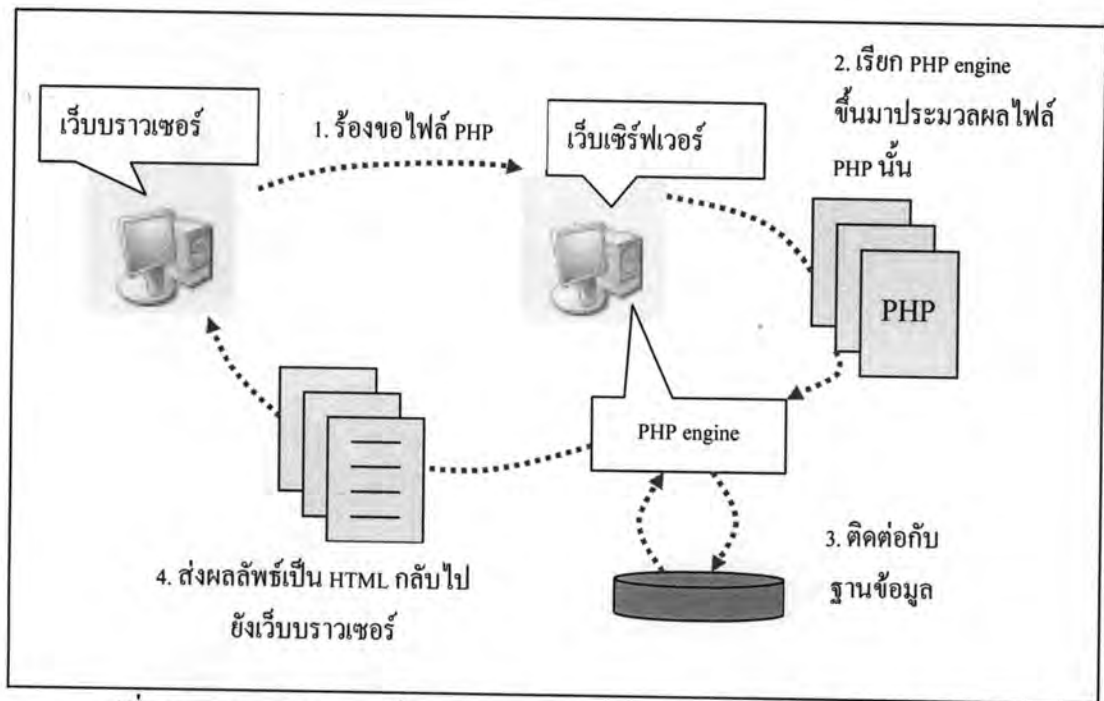 เว็บบราวเซอร์
1. ร้องขอไฟล์ PHP
เว็บเซิร์ฟเวอร์
2. เรียก PHP engine
ขึ้นมาประมวลผลไฟล์
PHP นั้น
PHP
PHP engine
3. ติดต่อกับ
ฐานข้อมูล
4. ส่งผลลัพธ์เป็น HTML กลับไป
ยังเว็บบราวเซอร์